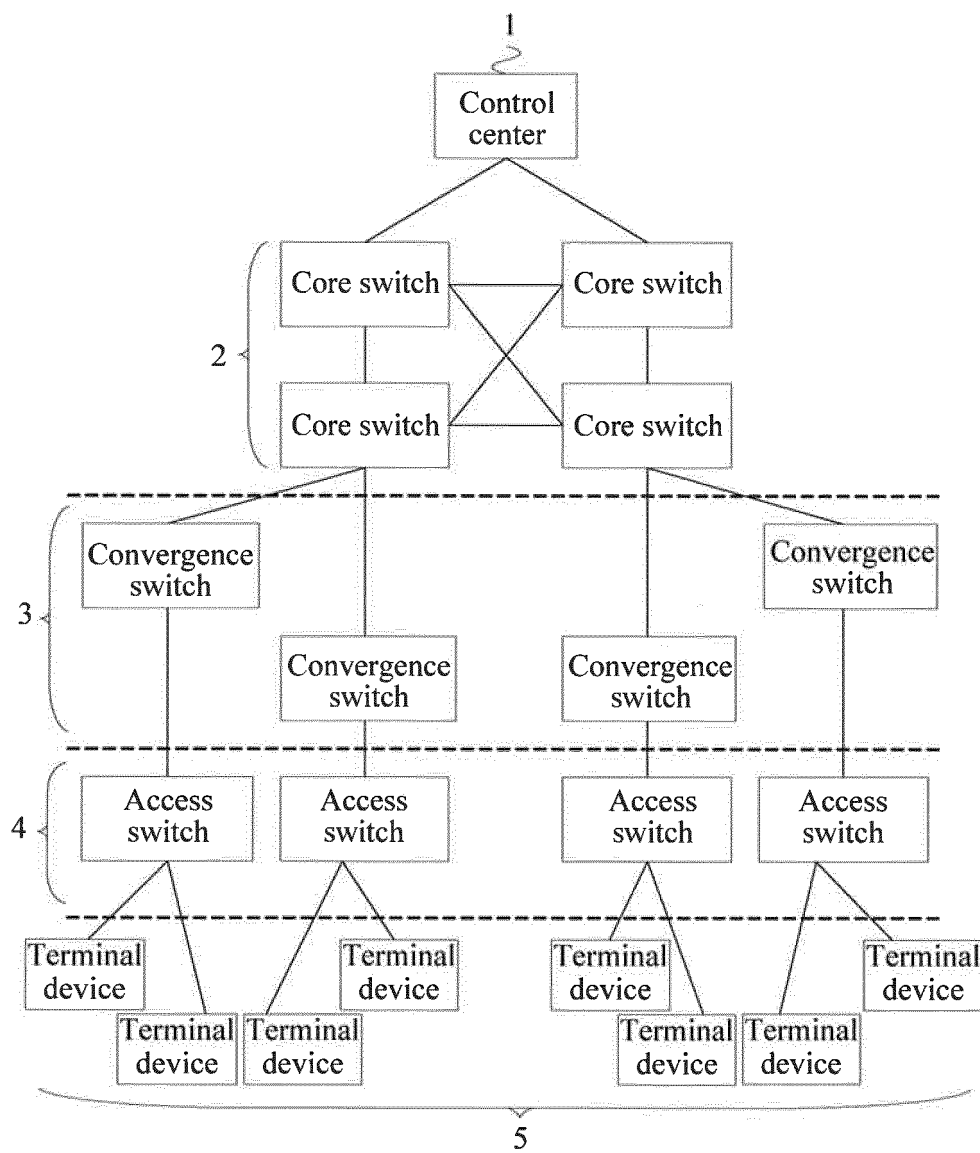 1
Control
center
Core switch
Core switch
2
Core switch
Core switch
Convergence
switch
Convergence
switch
3
Convergence
switch
Convergence
switch
Access
switch
Access
switch
Access
switch
Access
switch
4
Terminal
device
Terminal
device
Terminal
device
Terminal
device
Terminal
device
Terminal
device
Terminal
device
Terminal
device
5